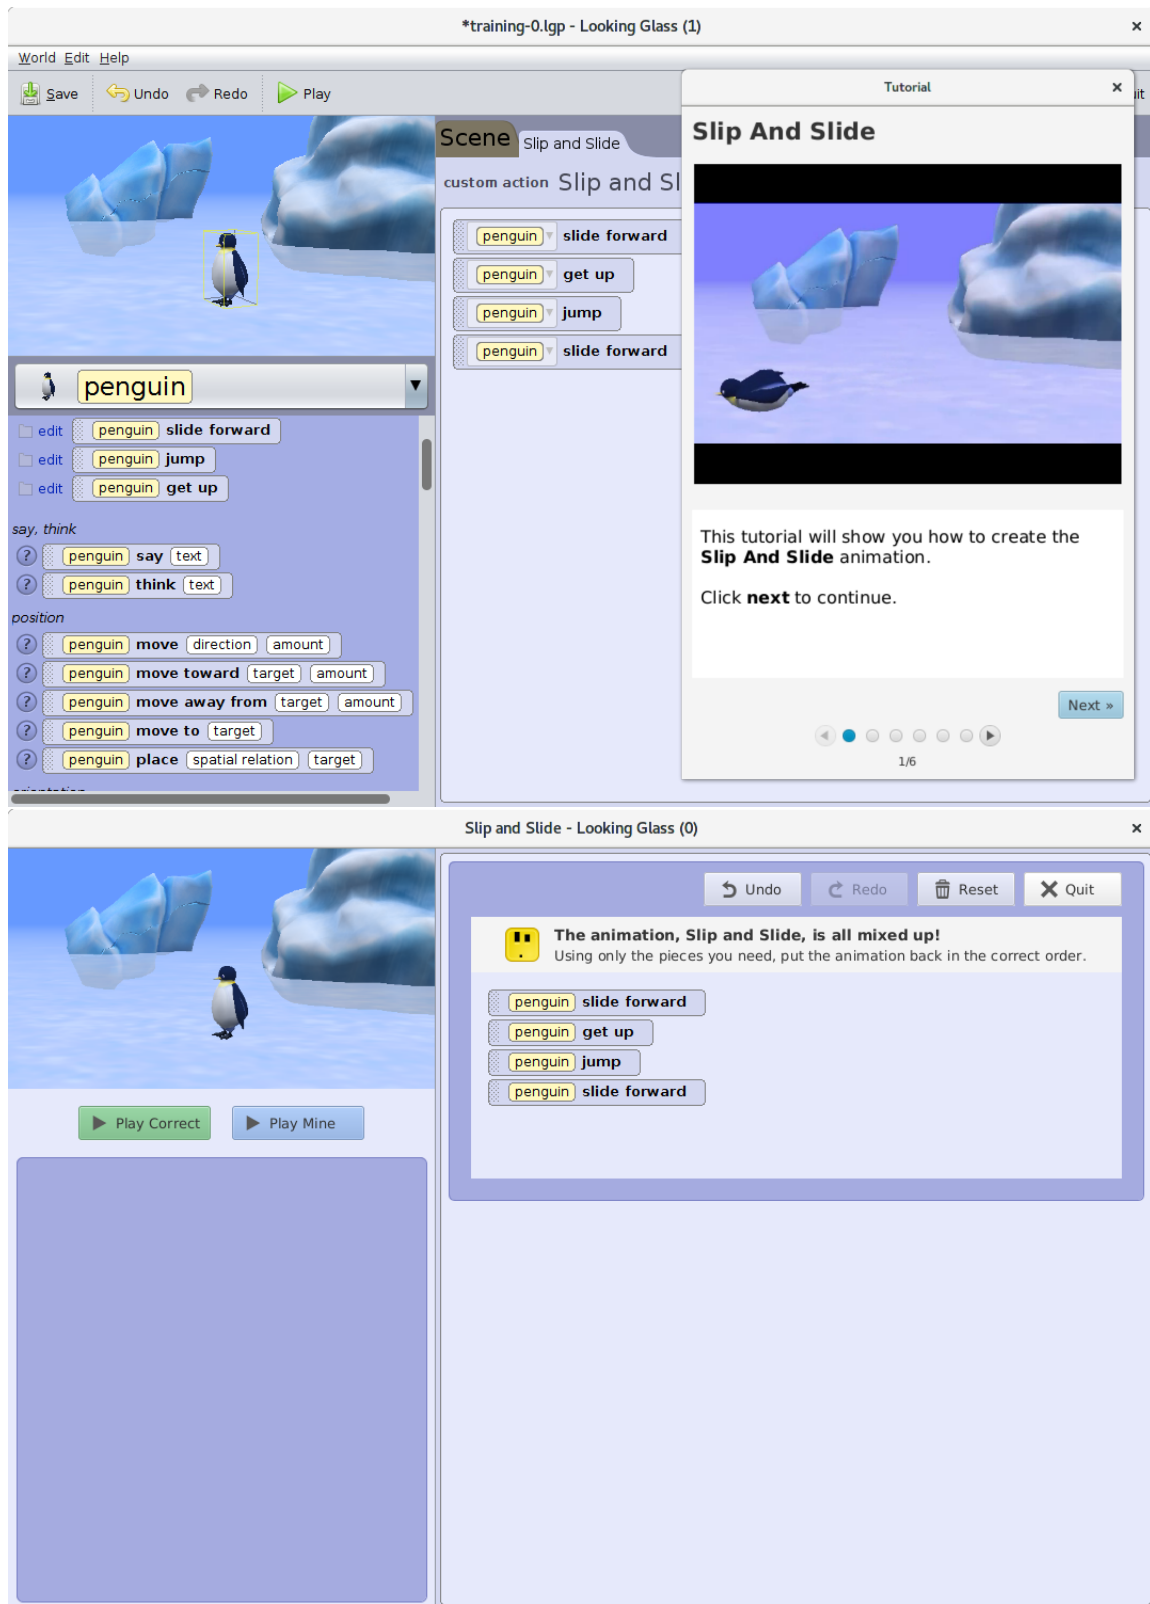 *training-0.lgp - Looking Glass (1)
World Edit Help
Save Undo Redo Play
Tutorial
it
Slip And Slide
Scene Slip and Slide
custom action Slip and Sl
penguin slide forward
penguin get up
penguin jump
penguin slide forward
penguin
edit penguin slide forward
edit penguin jump
edit penguin get up
say, think
? penguin say text
? penguin think text
position
? penguin move direction amount
? penguin move toward target amount
? penguin move away from target amount
? penguin move to target
? penguin place spatial relation target
This tutorial will show you how to create the
Slip And Slide animation.
Click next to continue.
Next »
1/6
Slip and Slide - Looking Glass (0)
Undo Redo Reset Quit
The animation, Slip and Slide, is all mixed up!
Using only the pieces you need, put the animation back in the correct order.
penguin slide forward
penguin get up
penguin jump
penguin slide forward
Play Correct Play Mine